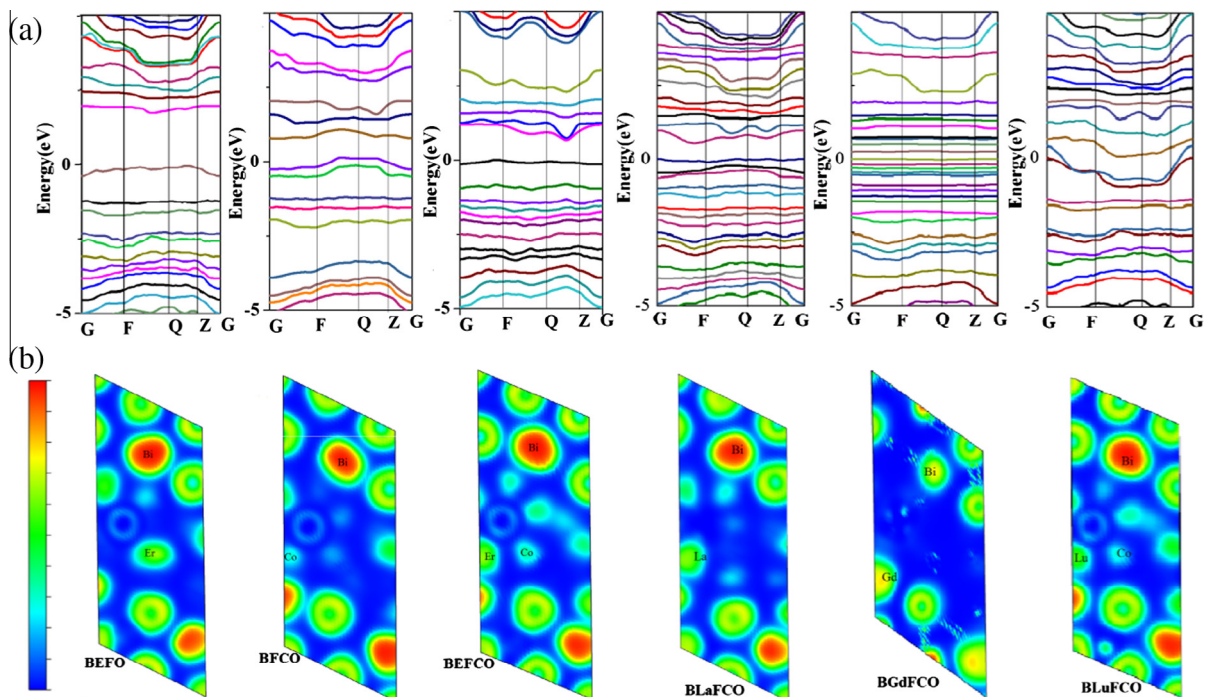 (a)
Energy(eV) 0 -5 G F Q Z G
Energy(eV) 0 -5 G F Q Z G
Energy(eV) 0 -5 G F Q Z G
Energy(eV) 0 -5 G F Q Z G
Energy(eV) 0 -5 G F Q Z G
Energy(eV) 0 -5 G F Q Z G
(b)
Bi
Er
BEFO
Bi
Co
BFCO
Bi
Er
Co
BEFCO
Bi
La
BLaFCO
Bi
Gd
BGdFCO
Bi
Lu
Co
BLuFCO